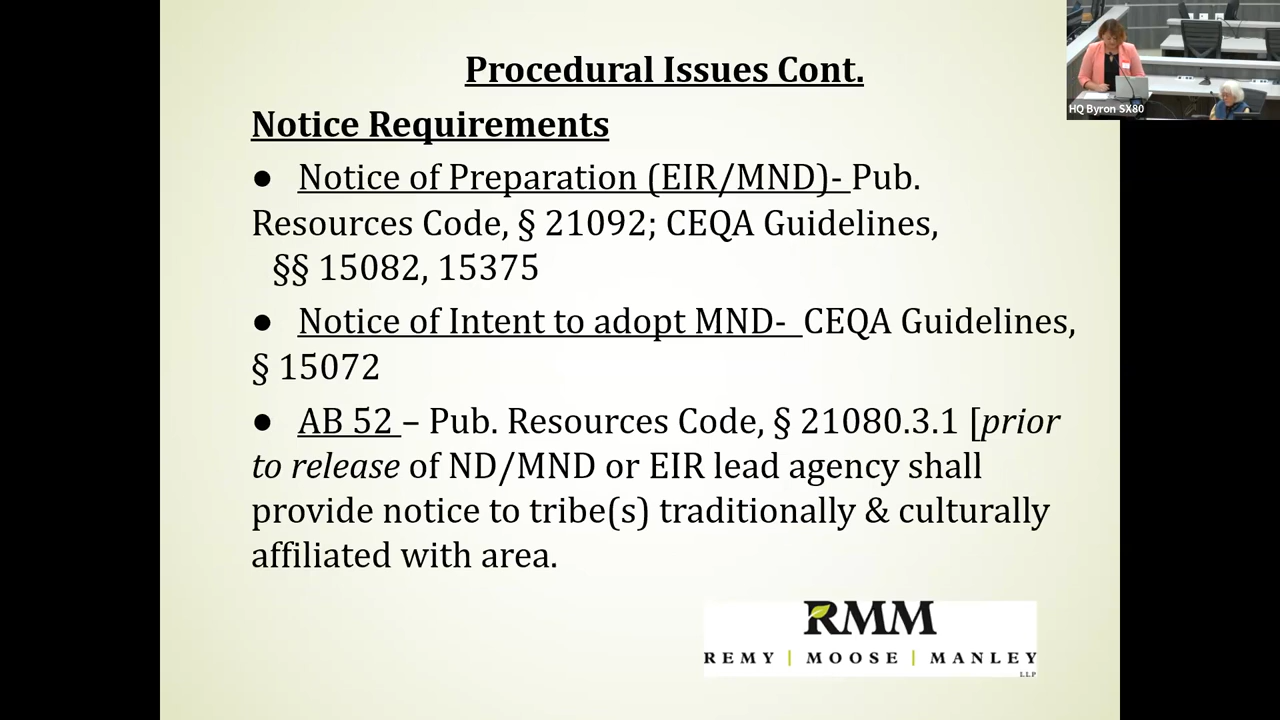 Procedural Issues Cont.
HQ Byron SX80
Notice Requirements
● Notice of Preparation (EIR/MND)- Pub.
Resources Code, § 21092; CEQA Guidelines,
§§ 15082, 15375
● Notice of Intent to adopt MND- CEQA Guidelines,
§ 15072
● AB 52 – Pub. Resources Code, § 21080.3.1 [prior
to release of ND/MND or EIR lead agency shall
provide notice to tribe(s) traditionally & culturally
affiliated with area.
RMM
REMY | MOOSE | MANLEY
LLP